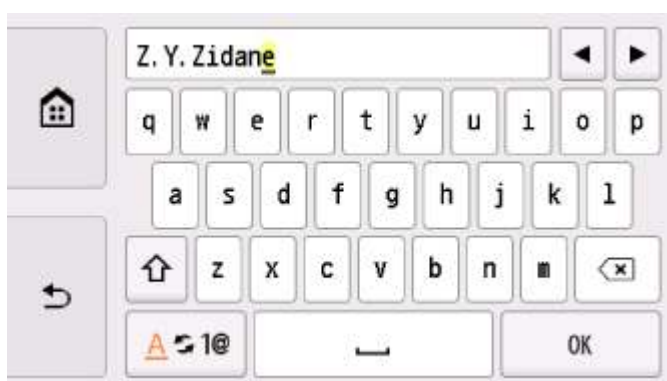 Z. Y. Zidane
q w e r t y u i o p
a s d f g h j k l
z x c v b n m
A 1@ OK